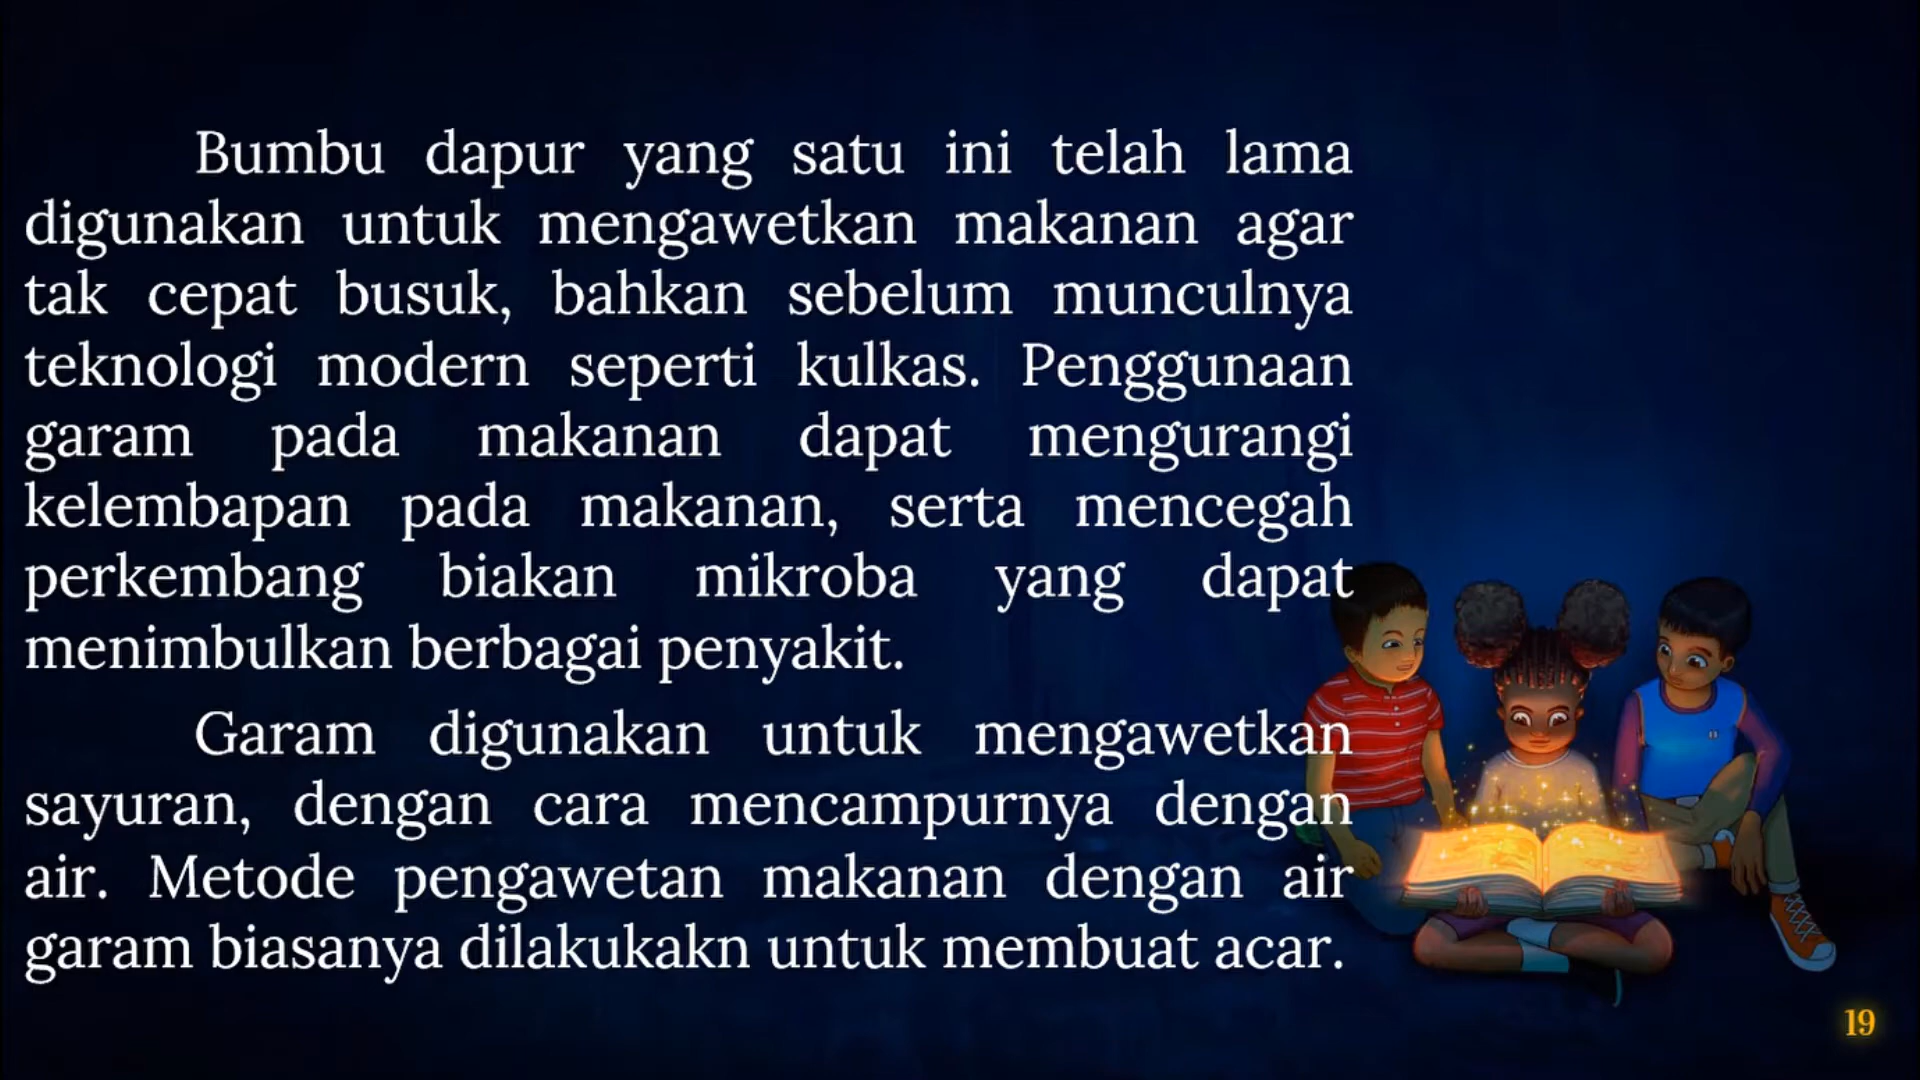 Bumbu dapur yang satu ini telah lama
digunakan untuk mengawetkan makanan agar
tak cepat busuk, bahkan sebelum munculnya
teknologi modern seperti kulkas. Penggunaan
garam pada makanan dapat mengurangi
kelembapan pada makanan, serta mencegah
perkembang biakan mikroba yang dapat
menimbulkan berbagai penyakit.
Garam digunakan untuk mengawetkan
sayuran, dengan cara mencampurnya dengan
air. Metode pengawetan makanan dengan air
garam biasanya dilakukakn untuk membuat acar.
19